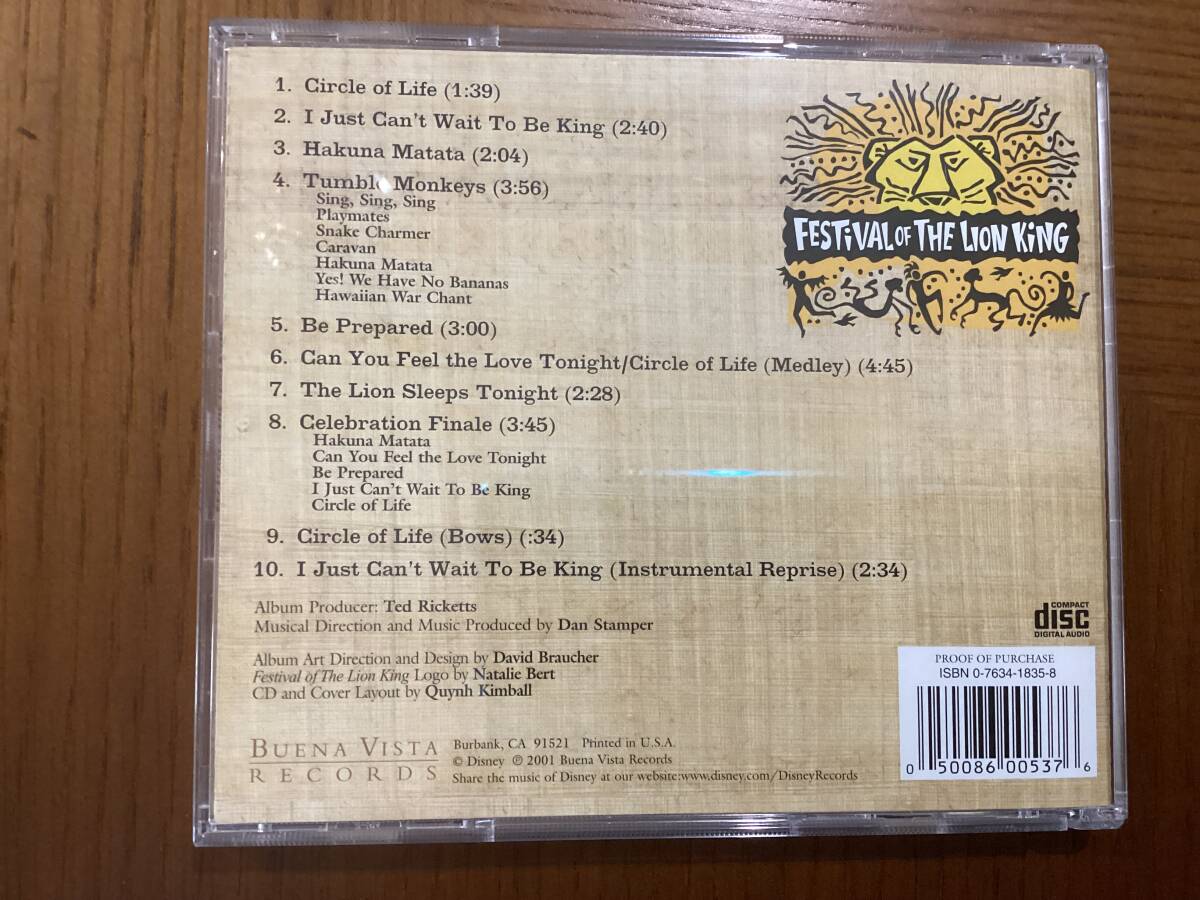 1. Circle of Life (1:39)
2. I Just Can't Wait To Be King (2:40)
3. Hakuna Matata (2:04)
4. Tumble Monkeys (3:56)
Sing, Sing, Sing
Playmates
Snake Charmer
Caravan
Hakuna Matata
Yes! We Have No Bananas
Hawaiian War Chant
5. Be Prepared (3:00)
6. Can You Feel the Love Tonight/Circle of Life (Medley) (4:45)
7. The Lion Sleeps Tonight (2:28)
8. Celebration Finale (3:45)
Hakuna Matata
Can You Feel the Love Tonight
Be Prepared
I Just Can't Wait To Be King
Circle of Life
9. Circle of Life (Bows) (:34)
10. I Just Can't Wait To Be King (Instrumental Reprise) (2:34)
FESTiVAL OF THE LION KiNG
Album Producer: Ted Ricketts
Musical Direction and Music Produced by Dan Stamper
Album Art Direction and Design by David Braucher
Festival of The Lion King Logo by Natalie Bert
CD and Cover Layout by Quynh Kimball
BUENA VISTA
RECORDS
Burbank, CA 91521 Printed in U.S.A.
© Disney ℗ 2001 Buena Vista Records
Share the music of Disney at our website:www.disney.com/DisneyRecords
COMPACT
disc
DIGITAL AUDIO
PROOF OF PURCHASE
ISBN 0-7634-1835-8
0 50086 00537 6